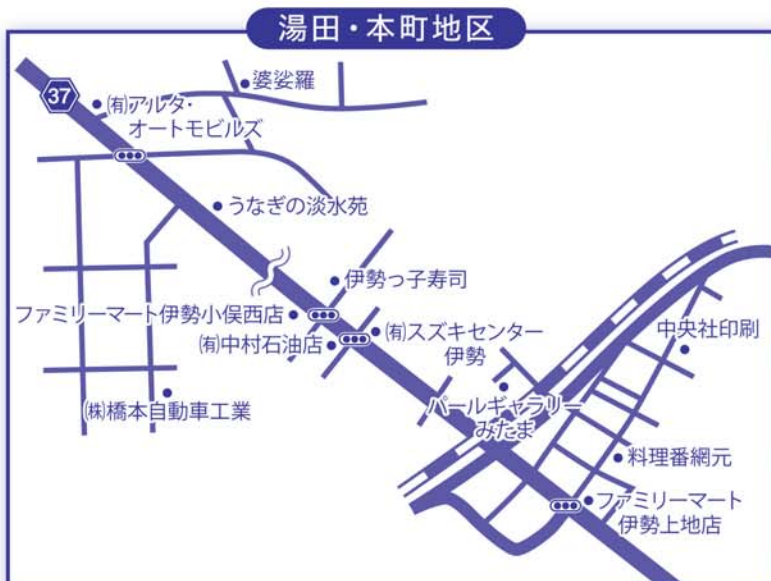 湯田・本町地区
37
㈲アルタ・
オートモビルズ
婆娑羅
うなぎの淡水苑
伊勢っ子寿司
ファミリーマート伊勢小俣西店
㈲中村石油店
㈲スズキセンター
伊勢
㈱橋本自動車工業
パールギャラリー
みたま
中央社印刷
料理番網元
ファミリーマート
伊勢上地店